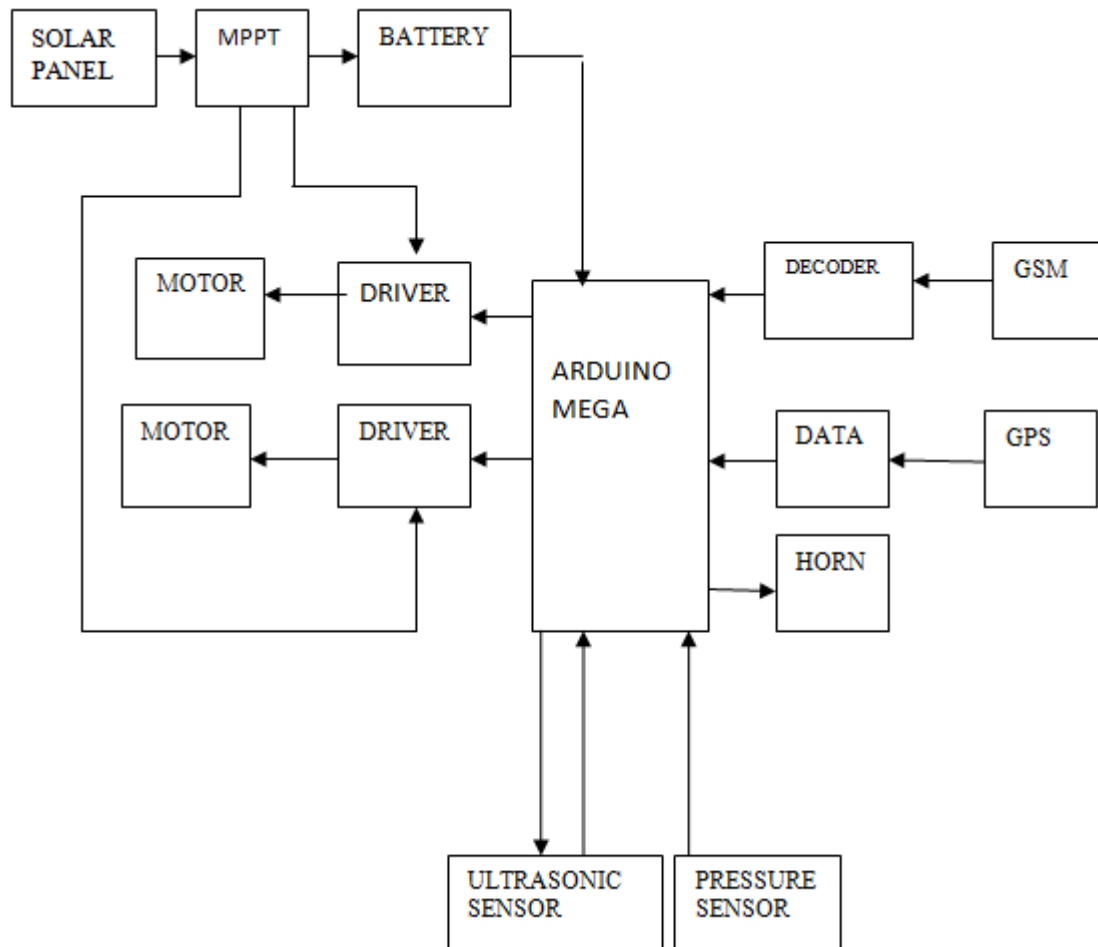 SOLAR
PANEL
MPPT
BATTERY
MOTOR
DRIVER
DECODER
GSM
ARDUINO
MEGA
MOTOR
DRIVER
DATA
GPS
HORN
ULTRASONIC
SENSOR
PRESSURE
SENSOR